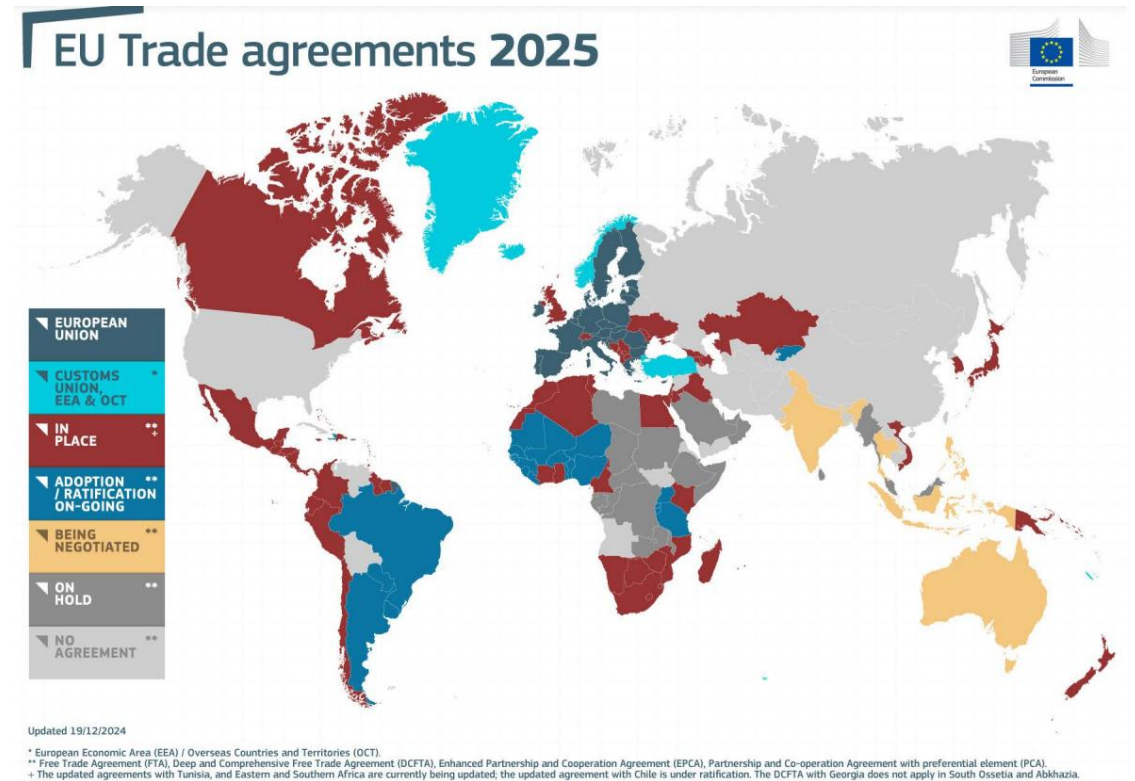 EU Trade agreements 2025
European
Commission
EUROPEAN
UNION
CUSTOMS *
UNION,
EEA & OCT
IN **
PLACE +
ADOPTION **
/ RATIFICATION
ON-GOING
BEING **
NEGOTIATED
ON **
HOLD
NO **
AGREEMENT
Updated 19/12/2024
* European Economic Area (EEA) / Overseas Countries and Territories (OCT).
** Free Trade Agreement (FTA), Deep and Comprehensive Free Trade Agreement (DCFTA), Enhanced Partnership and Cooperation Agreement (EPCA), Partnership and Co-operation Agreement with preferential element (PCA).
+ The updated agreements with Tunisia, and Eastern and Southern Africa are currently being updated; the updated agreement with Chile is under ratification. The DCFTA with Georgia does not apply in South Ossetia and Abkhazia.